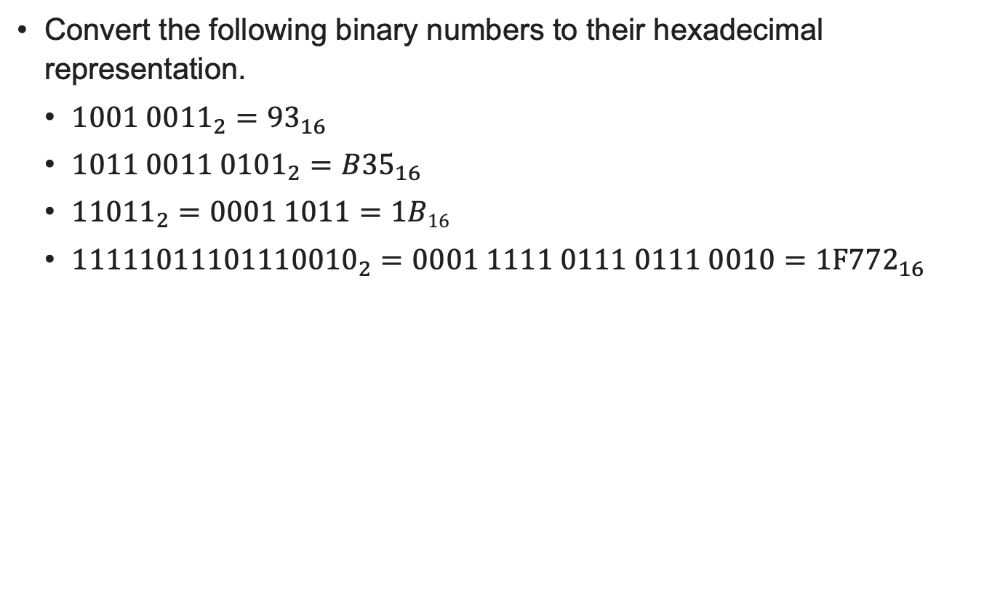 • Convert the following binary numbers to their hexadecimal
representation.
• 1001 0011₂ = 93₁₆
• 1011 0011 0101₂ = B35₁₆
• 11011₂ = 0001 1011 = 1B₁₆
• 11111011101110010₂ = 0001 1111 0111 0111 0010 = 1F772₁₆